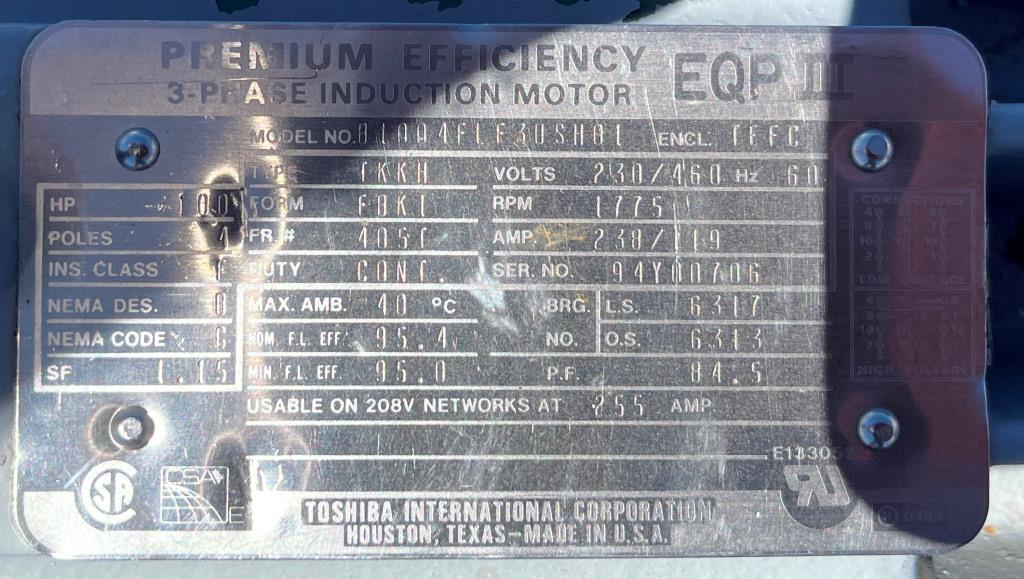 PREMIUM EFFICIENCY EQP III
3-PHASE INDUCTION MOTOR
MODEL NO. ENCL. TEFC
TYPE TKKH VOLTS 230/460 Hz 60
HP 100 FORM FBK1 RPM 1775
POLES 4 FR.# 405T AMP. 238/119
INS. CLASS F DUTY CONT. SER. NO. 94Y00706
NEMA DES. B MAX. AMB. 40 °C BRG. L.S. 6317
NEMA CODE G NOM. F.L. EFF. 95.4 NO. O.S. 6313
SF 1.15 MIN. F.L. EFF. 95.0 P.F. 84.5
USABLE ON 208V NETWORKS AT 255 AMP.
CONNECTIONS
LOW VOLTAGE
HIGH VOLTAGE
SA
CSA
E
TOSHIBA INTERNATIONAL CORPORATION
HOUSTON, TEXAS-MADE IN U.S.A.